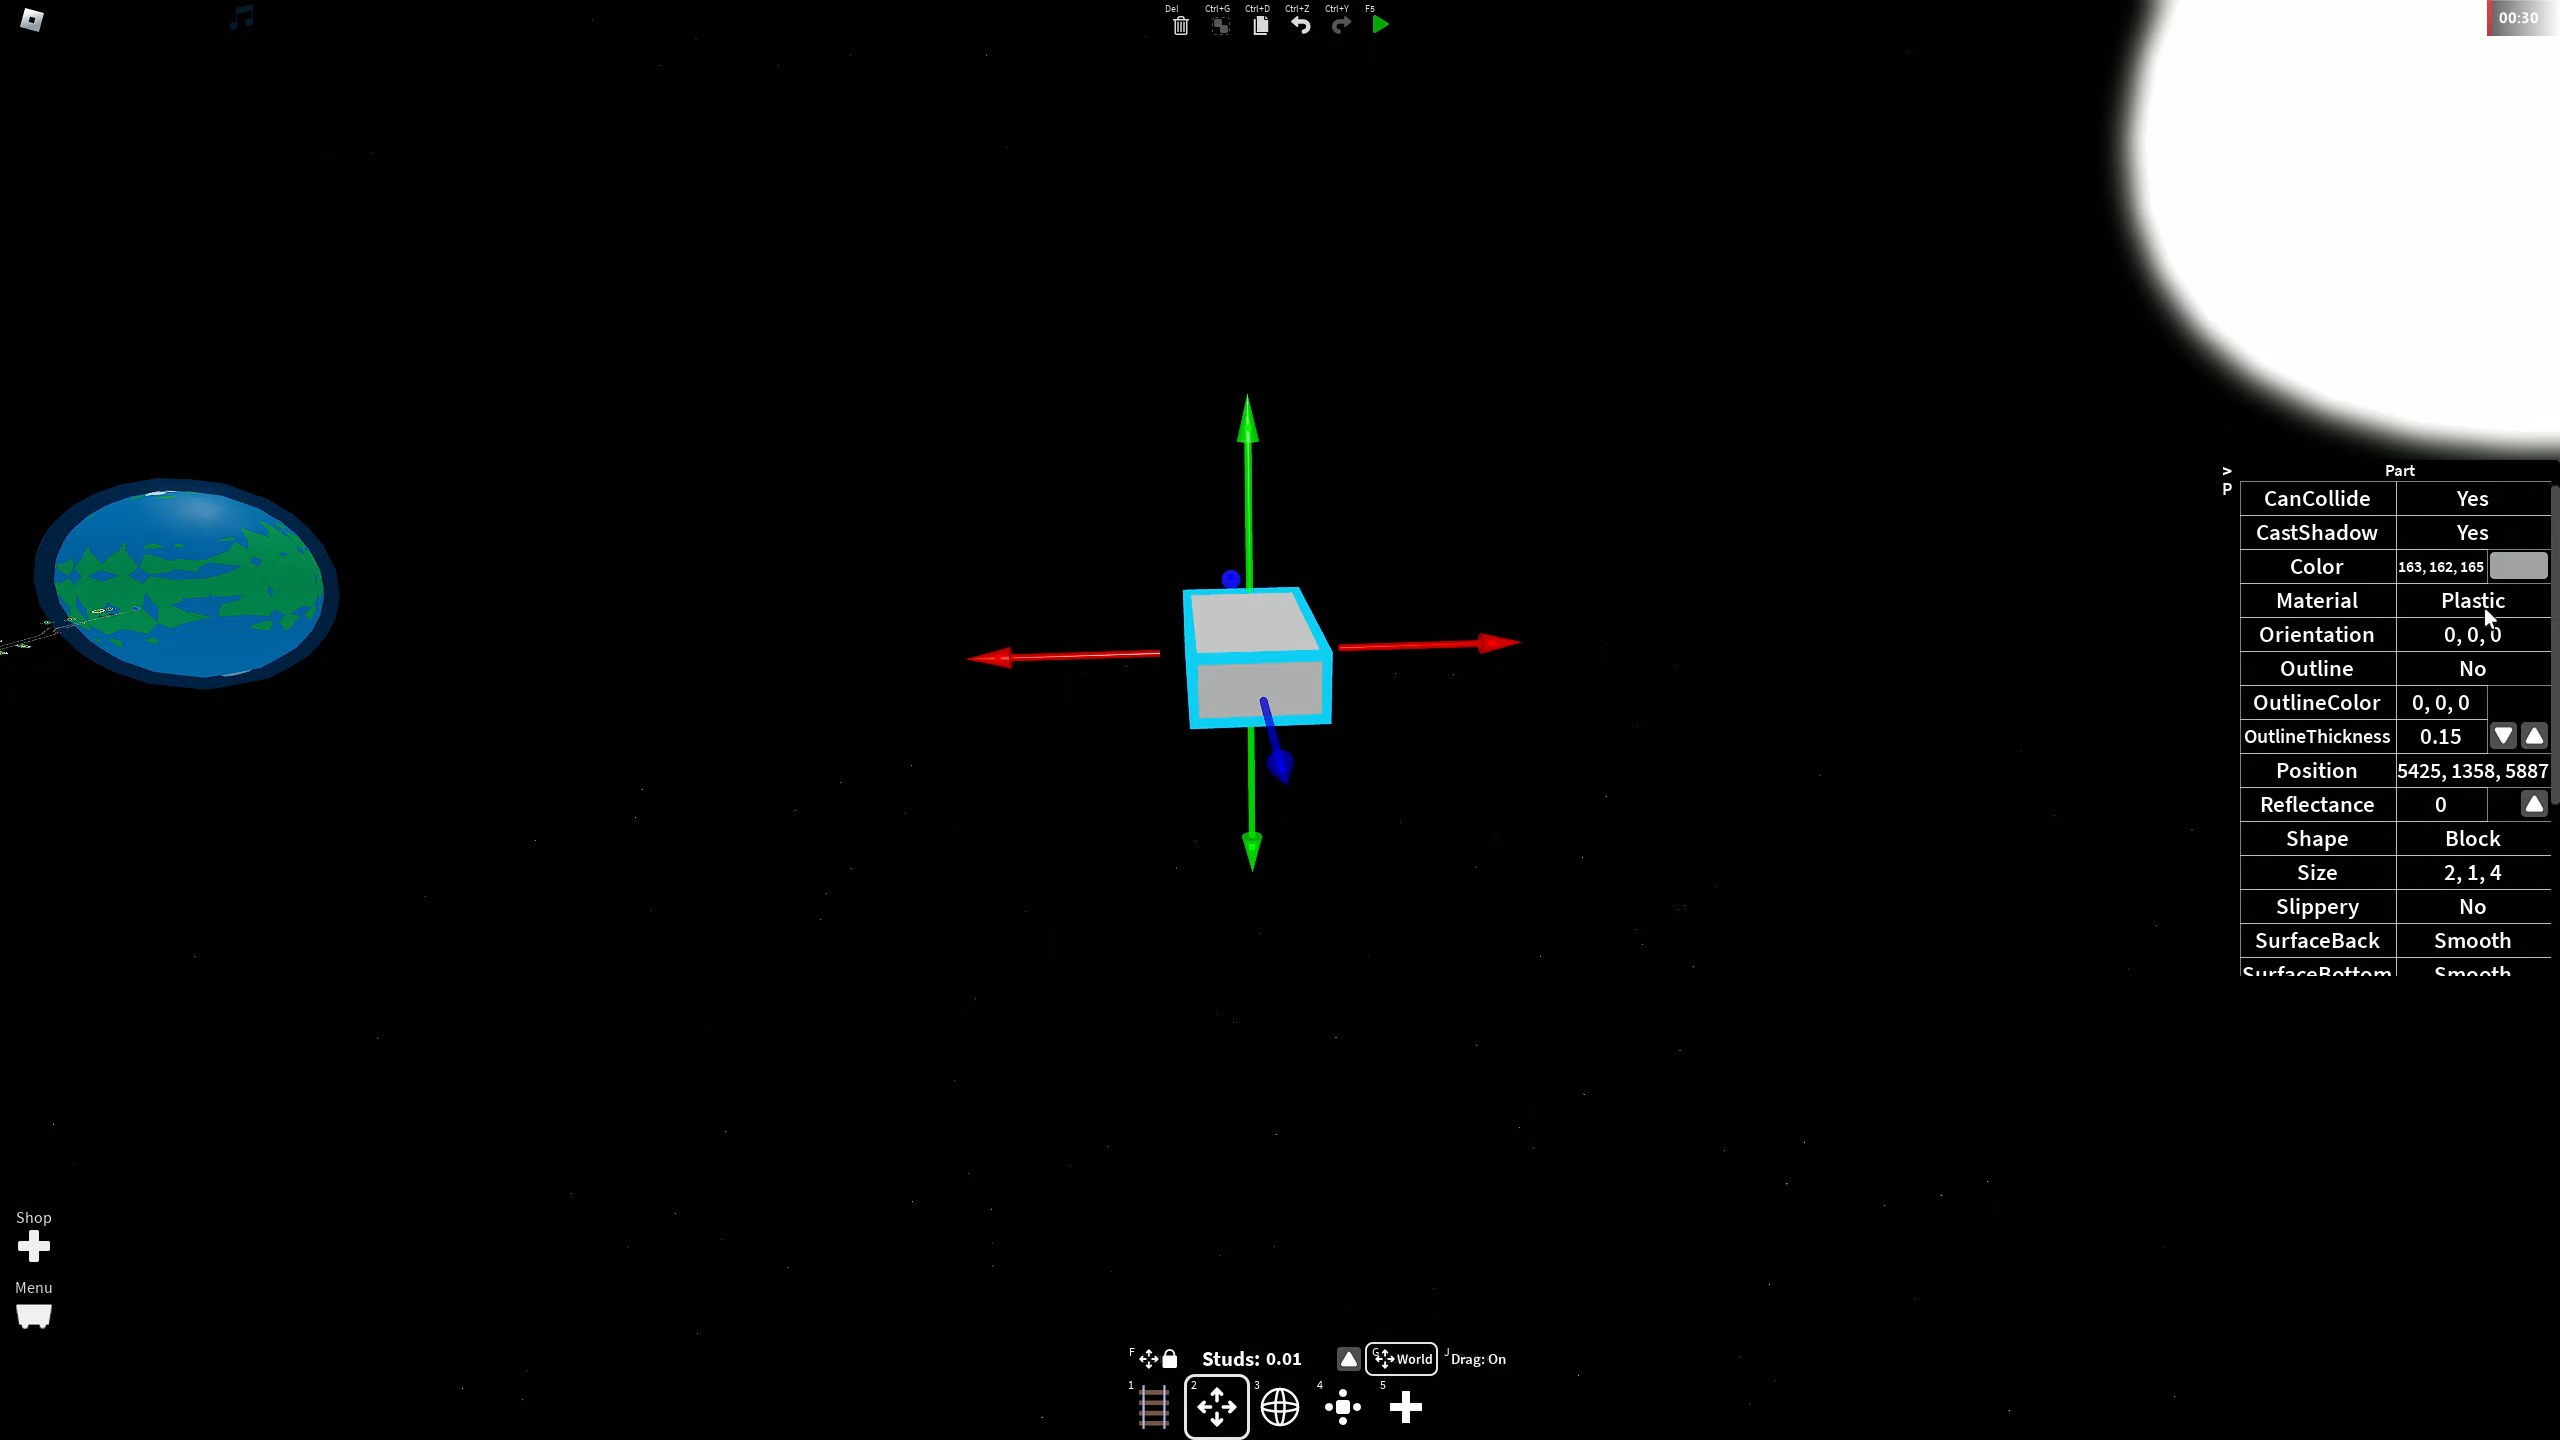 Del Ctrl+G Ctrl+D Ctrl+Z Ctrl+Y F5
00:30
> Part
P
CanCollide Yes
CastShadow Yes
Color 163, 162, 165
Material Plastic
Orientation 0, 0, 0
Outline No
OutlineColor 0, 0, 0
OutlineThickness 0.15
Position 5425, 1358, 5887
Reflectance 0
Shape Block
Size 2, 1, 4
Slippery No
SurfaceBack Smooth
SurfaceBottom Smooth
Shop
Menu
F Studs: 0.01 G World J Drag: On
1 2 3 4 5